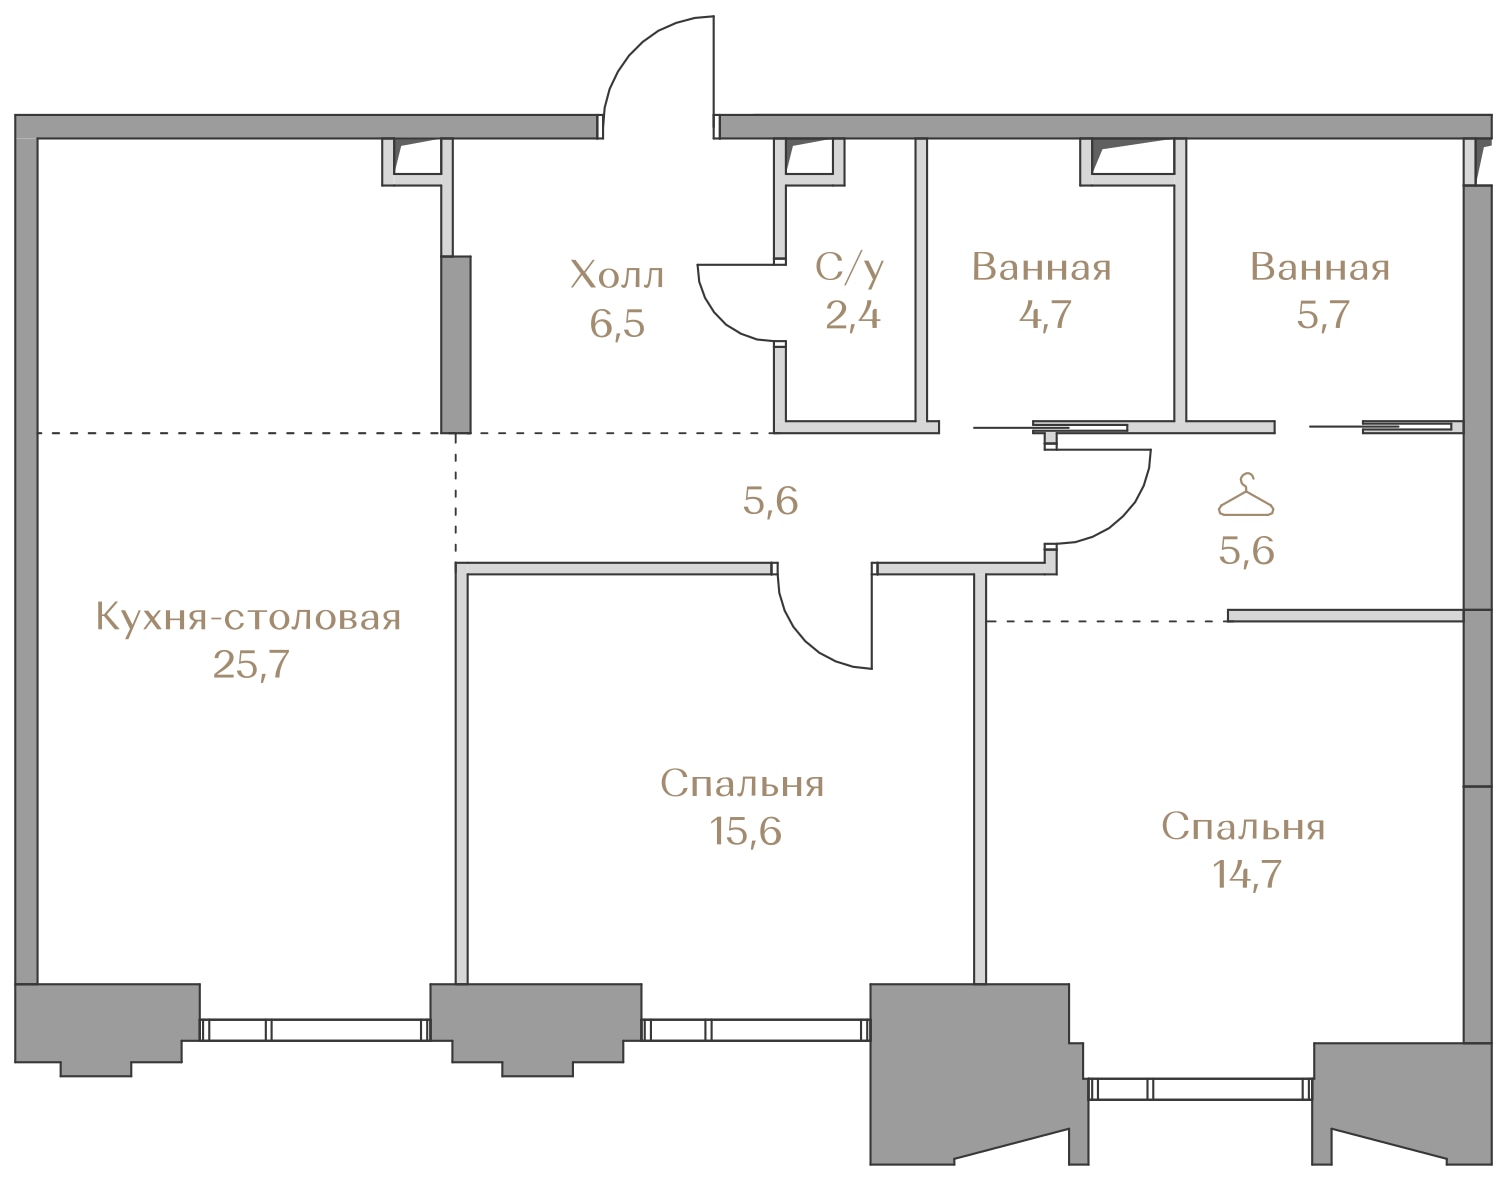 Холл
6,5
С/у
2,4
Ванная
4,7
Ванная
5,7
5,6
5,6
Кухня-столовая
25,7
Спальня
15,6
Спальня
14,7